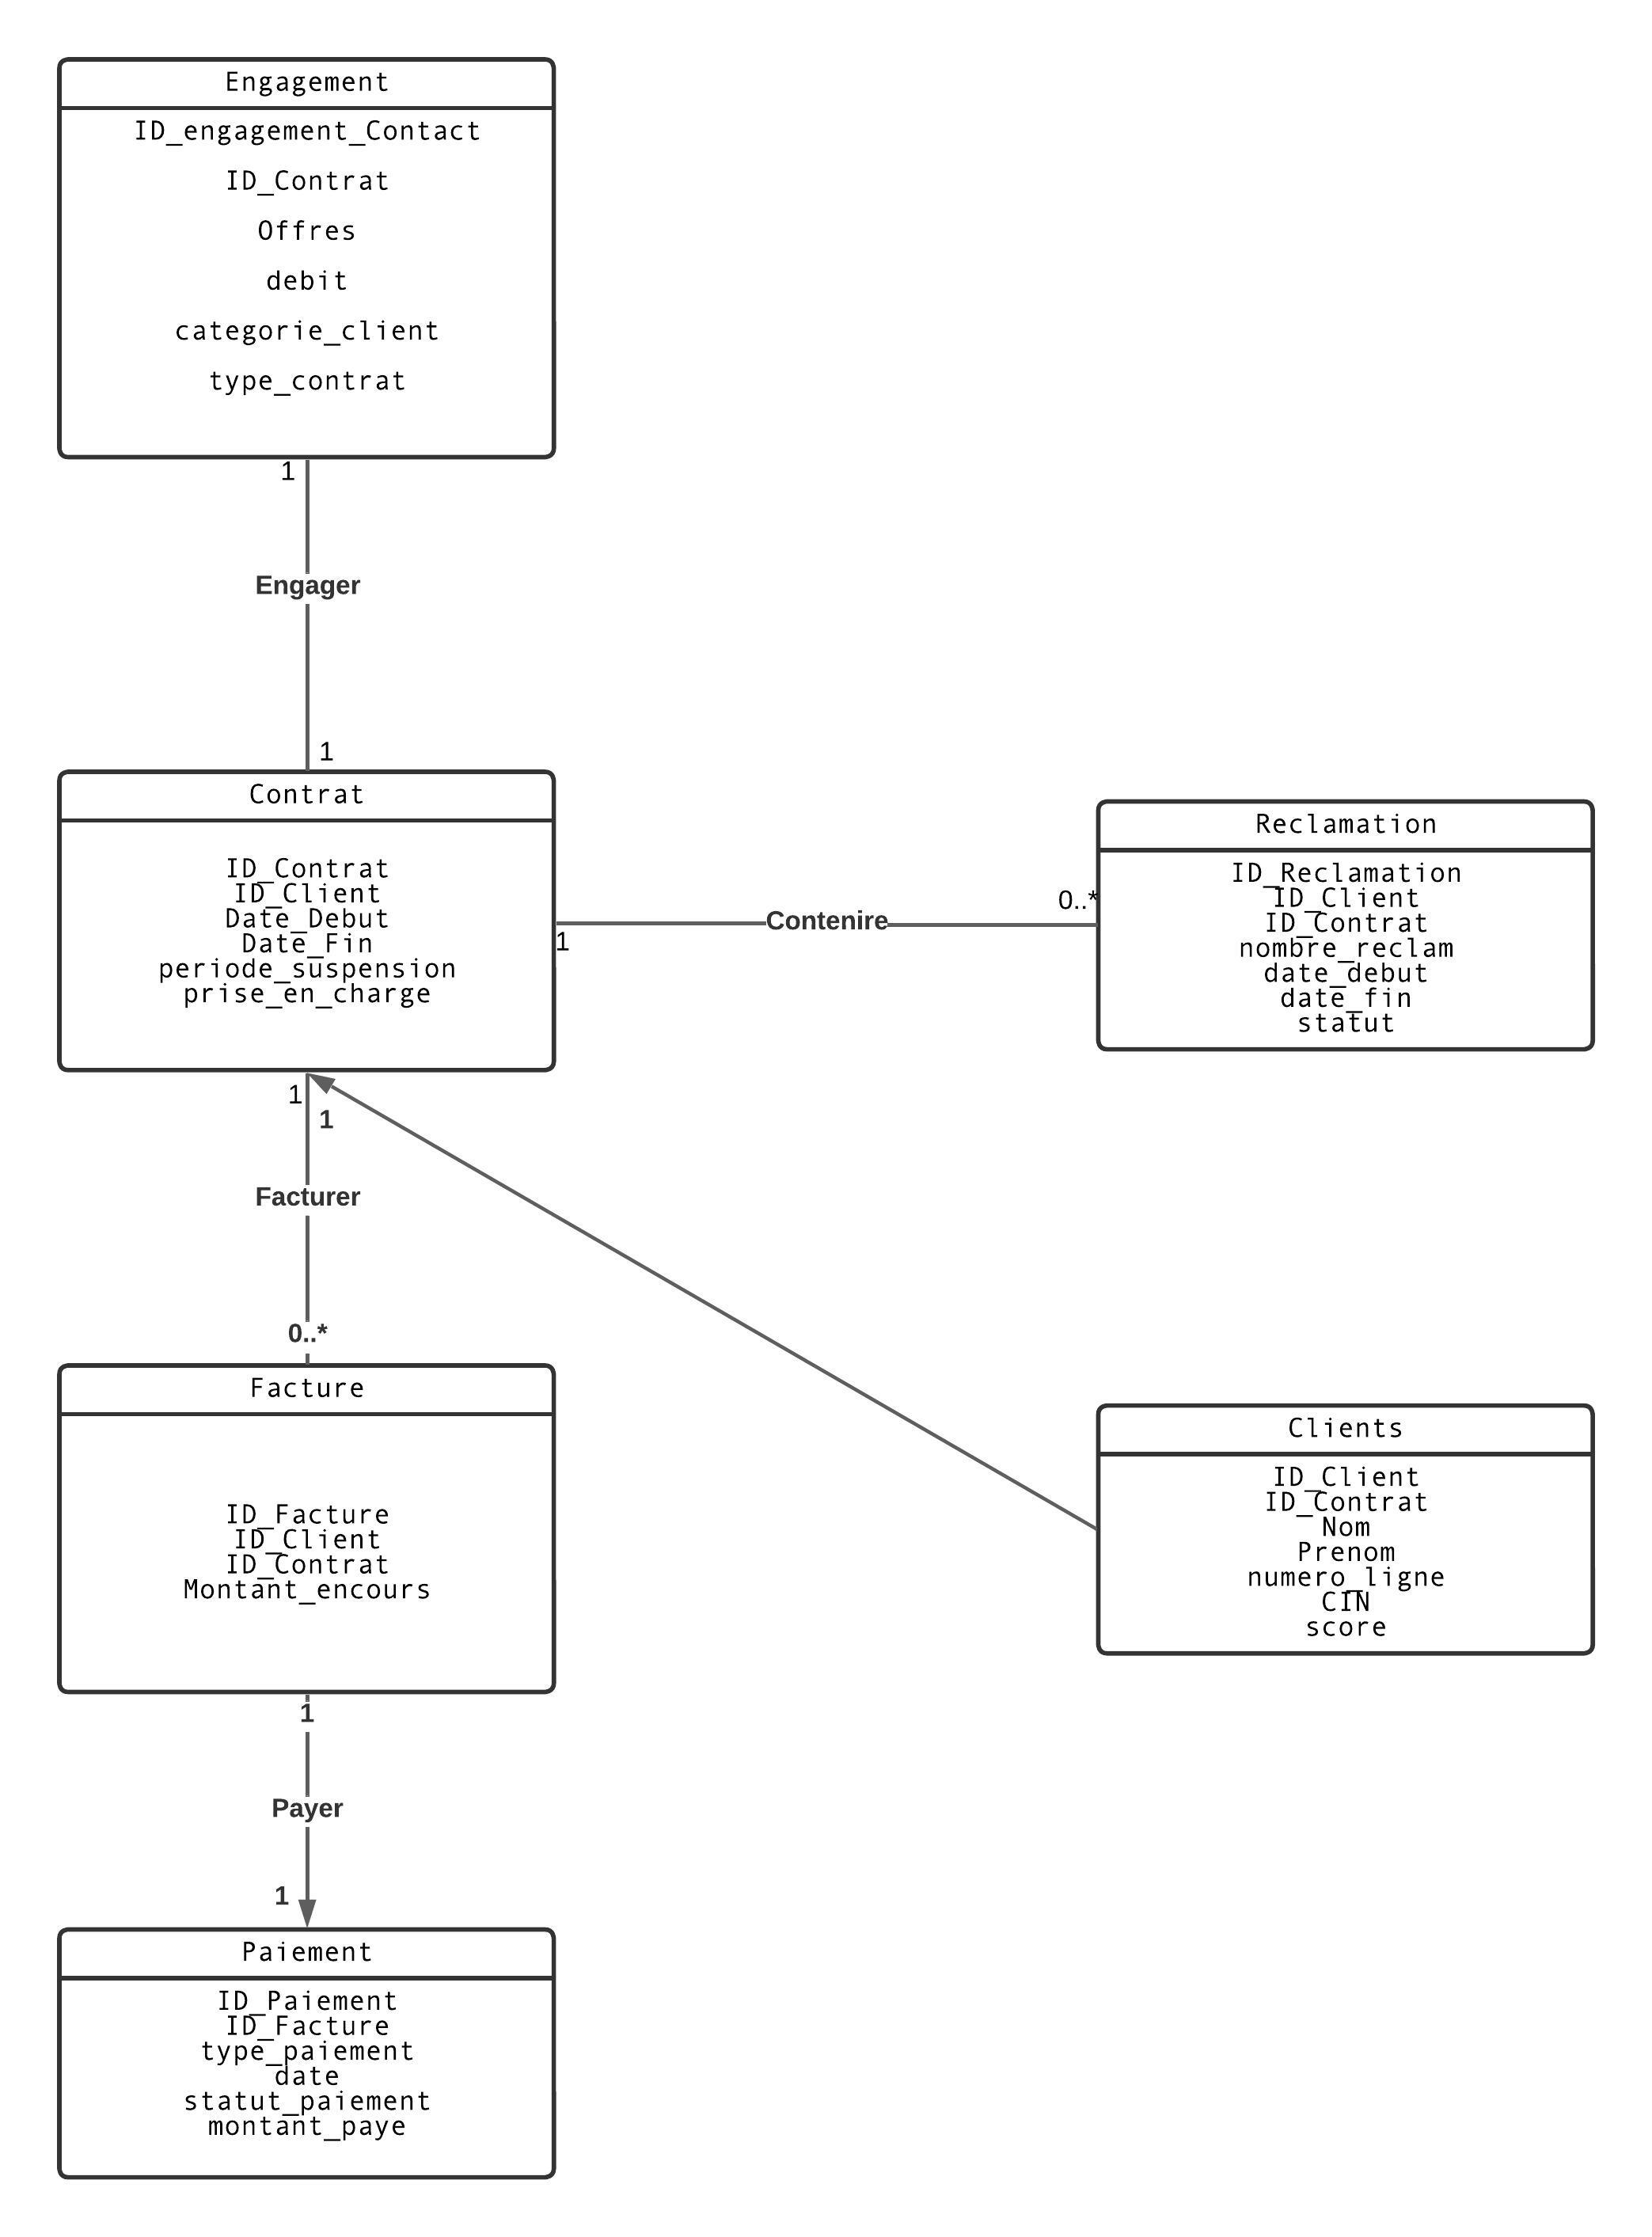 Engagement
ID_engagement_Contact
ID_Contrat
Offres
debit
categorie_client
type_contrat
1
Engager
1
Contrat
ID_Contrat
ID_Client
Date_Debut
Date_Fin
periode_suspension
prise_en_charge
1
Contenire
0..*
Reclamation
ID_Reclamation
ID_Client
ID_Contrat
nombre_reclam
date_debut
date_fin
statut
1
1
Facturer
0..*
Facture
ID_Facture
ID_Client
ID_Contrat
Montant_encours
Clients
ID_Client
ID_Contrat
Nom
Prenom
numero_ligne
CIN
score
1
Payer
1
Paiement
ID_Paiement
ID_Facture
type_paiement
date
statut_paiement
montant_paye